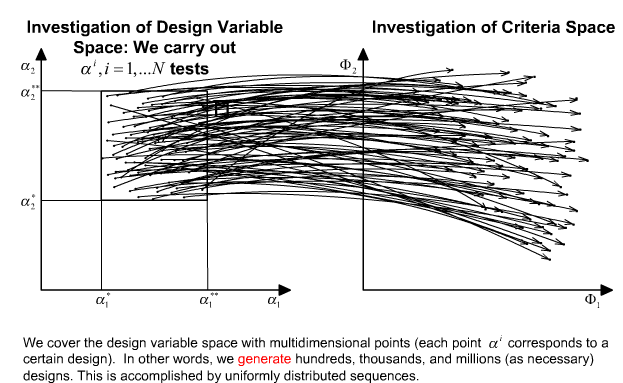 Investigation of Design Variable
Space: We carry out
αⁱ, i = 1,...N tests
Investigation of Criteria Space
α₂
α₂**
α₂*
α₁*
α₁**
α₁
Φ₂
Π
Φ₁
We cover the design variable space with multidimensional points (each point αⁱ corresponds to a
certain design). In other words, we generate hundreds, thousands, and millions (as necessary)
designs. This is accomplished by uniformly distributed sequences.